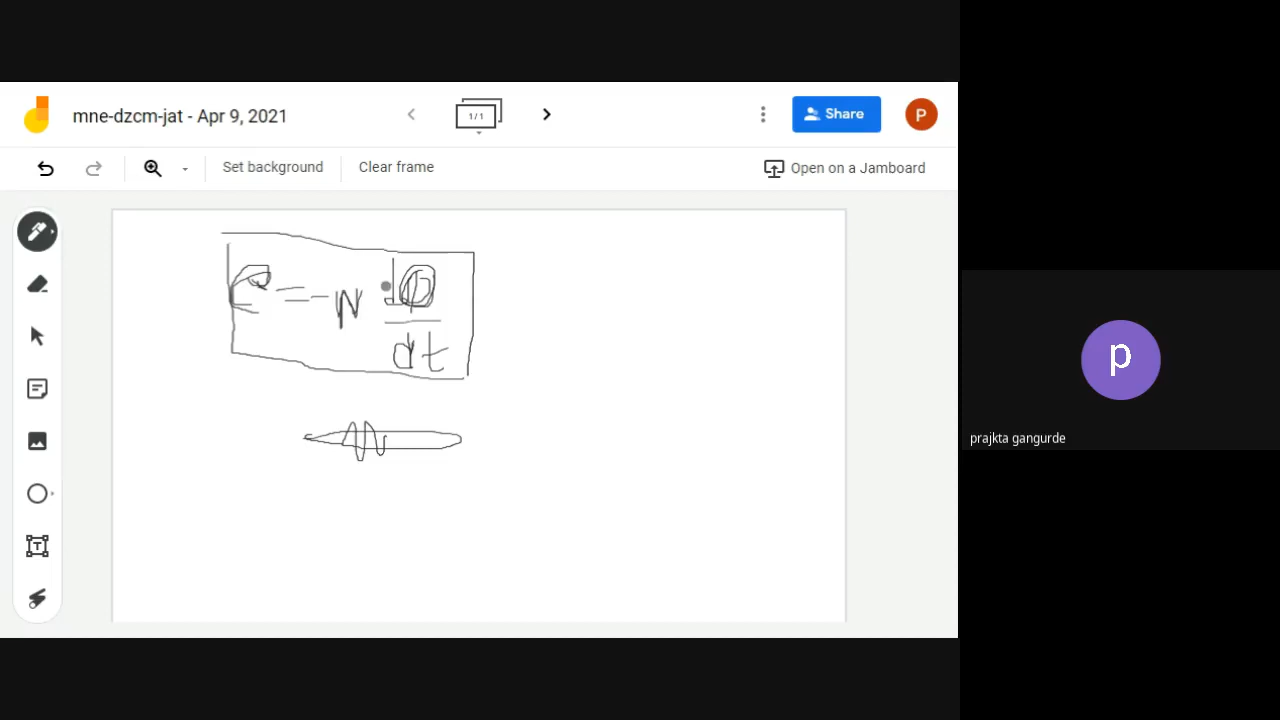 mne-dzcm-jat - Apr 9, 2021
1/1
Share
P
Set background
Clear frame
Open on a Jamboard
e = - N dΦ
dt
T
p
prajkta gangurde